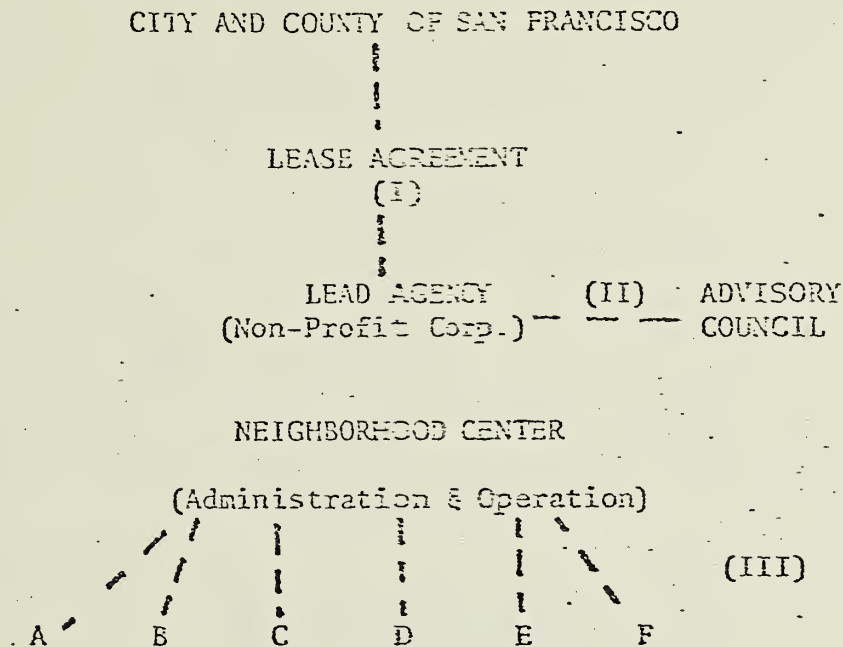 CITY AND COUNTY OF SAN FRANCISCO
LEASE AGREEMENT
(I)
LEAD AGENCY (II) ADVISORY
(Non-Profit Corp.) COUNCIL
NEIGHBORHOOD CENTER
(Administration & Operation)
(III)
A B C D E F